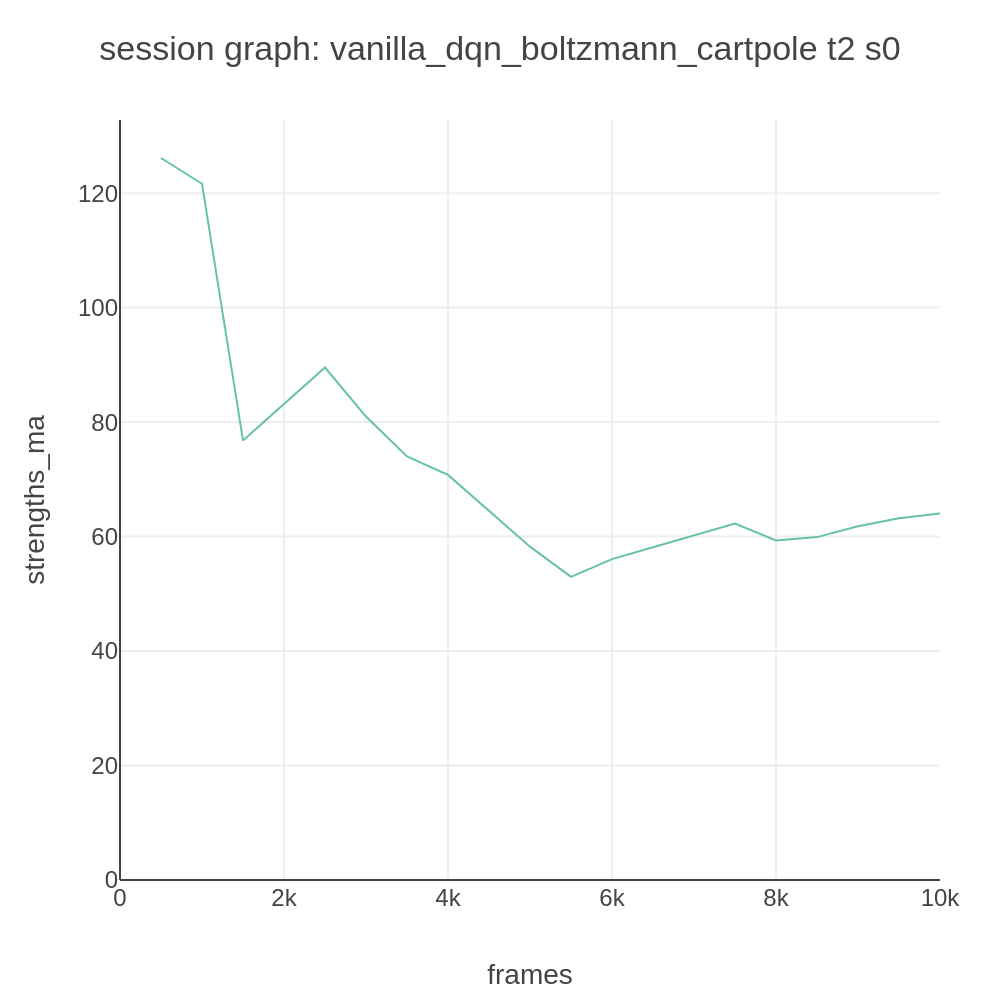 session graph: vanilla_dqn_boltzmann_cartpole t2 s0
strengths_ma
120
100
80
60
40
20
0
0
2k
4k
6k
8k
10k
frames